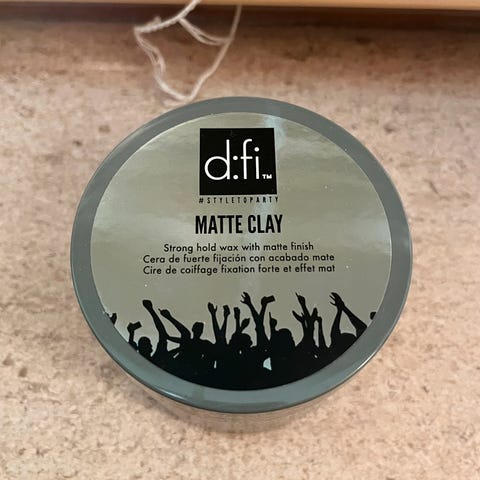 d:fi™
#STYLETOPARTY
MATTE CLAY
Strong hold wax with matte finish
Cera de fuerte fijación con acabado mate
Cire de coiffage fixation forte et effet mat